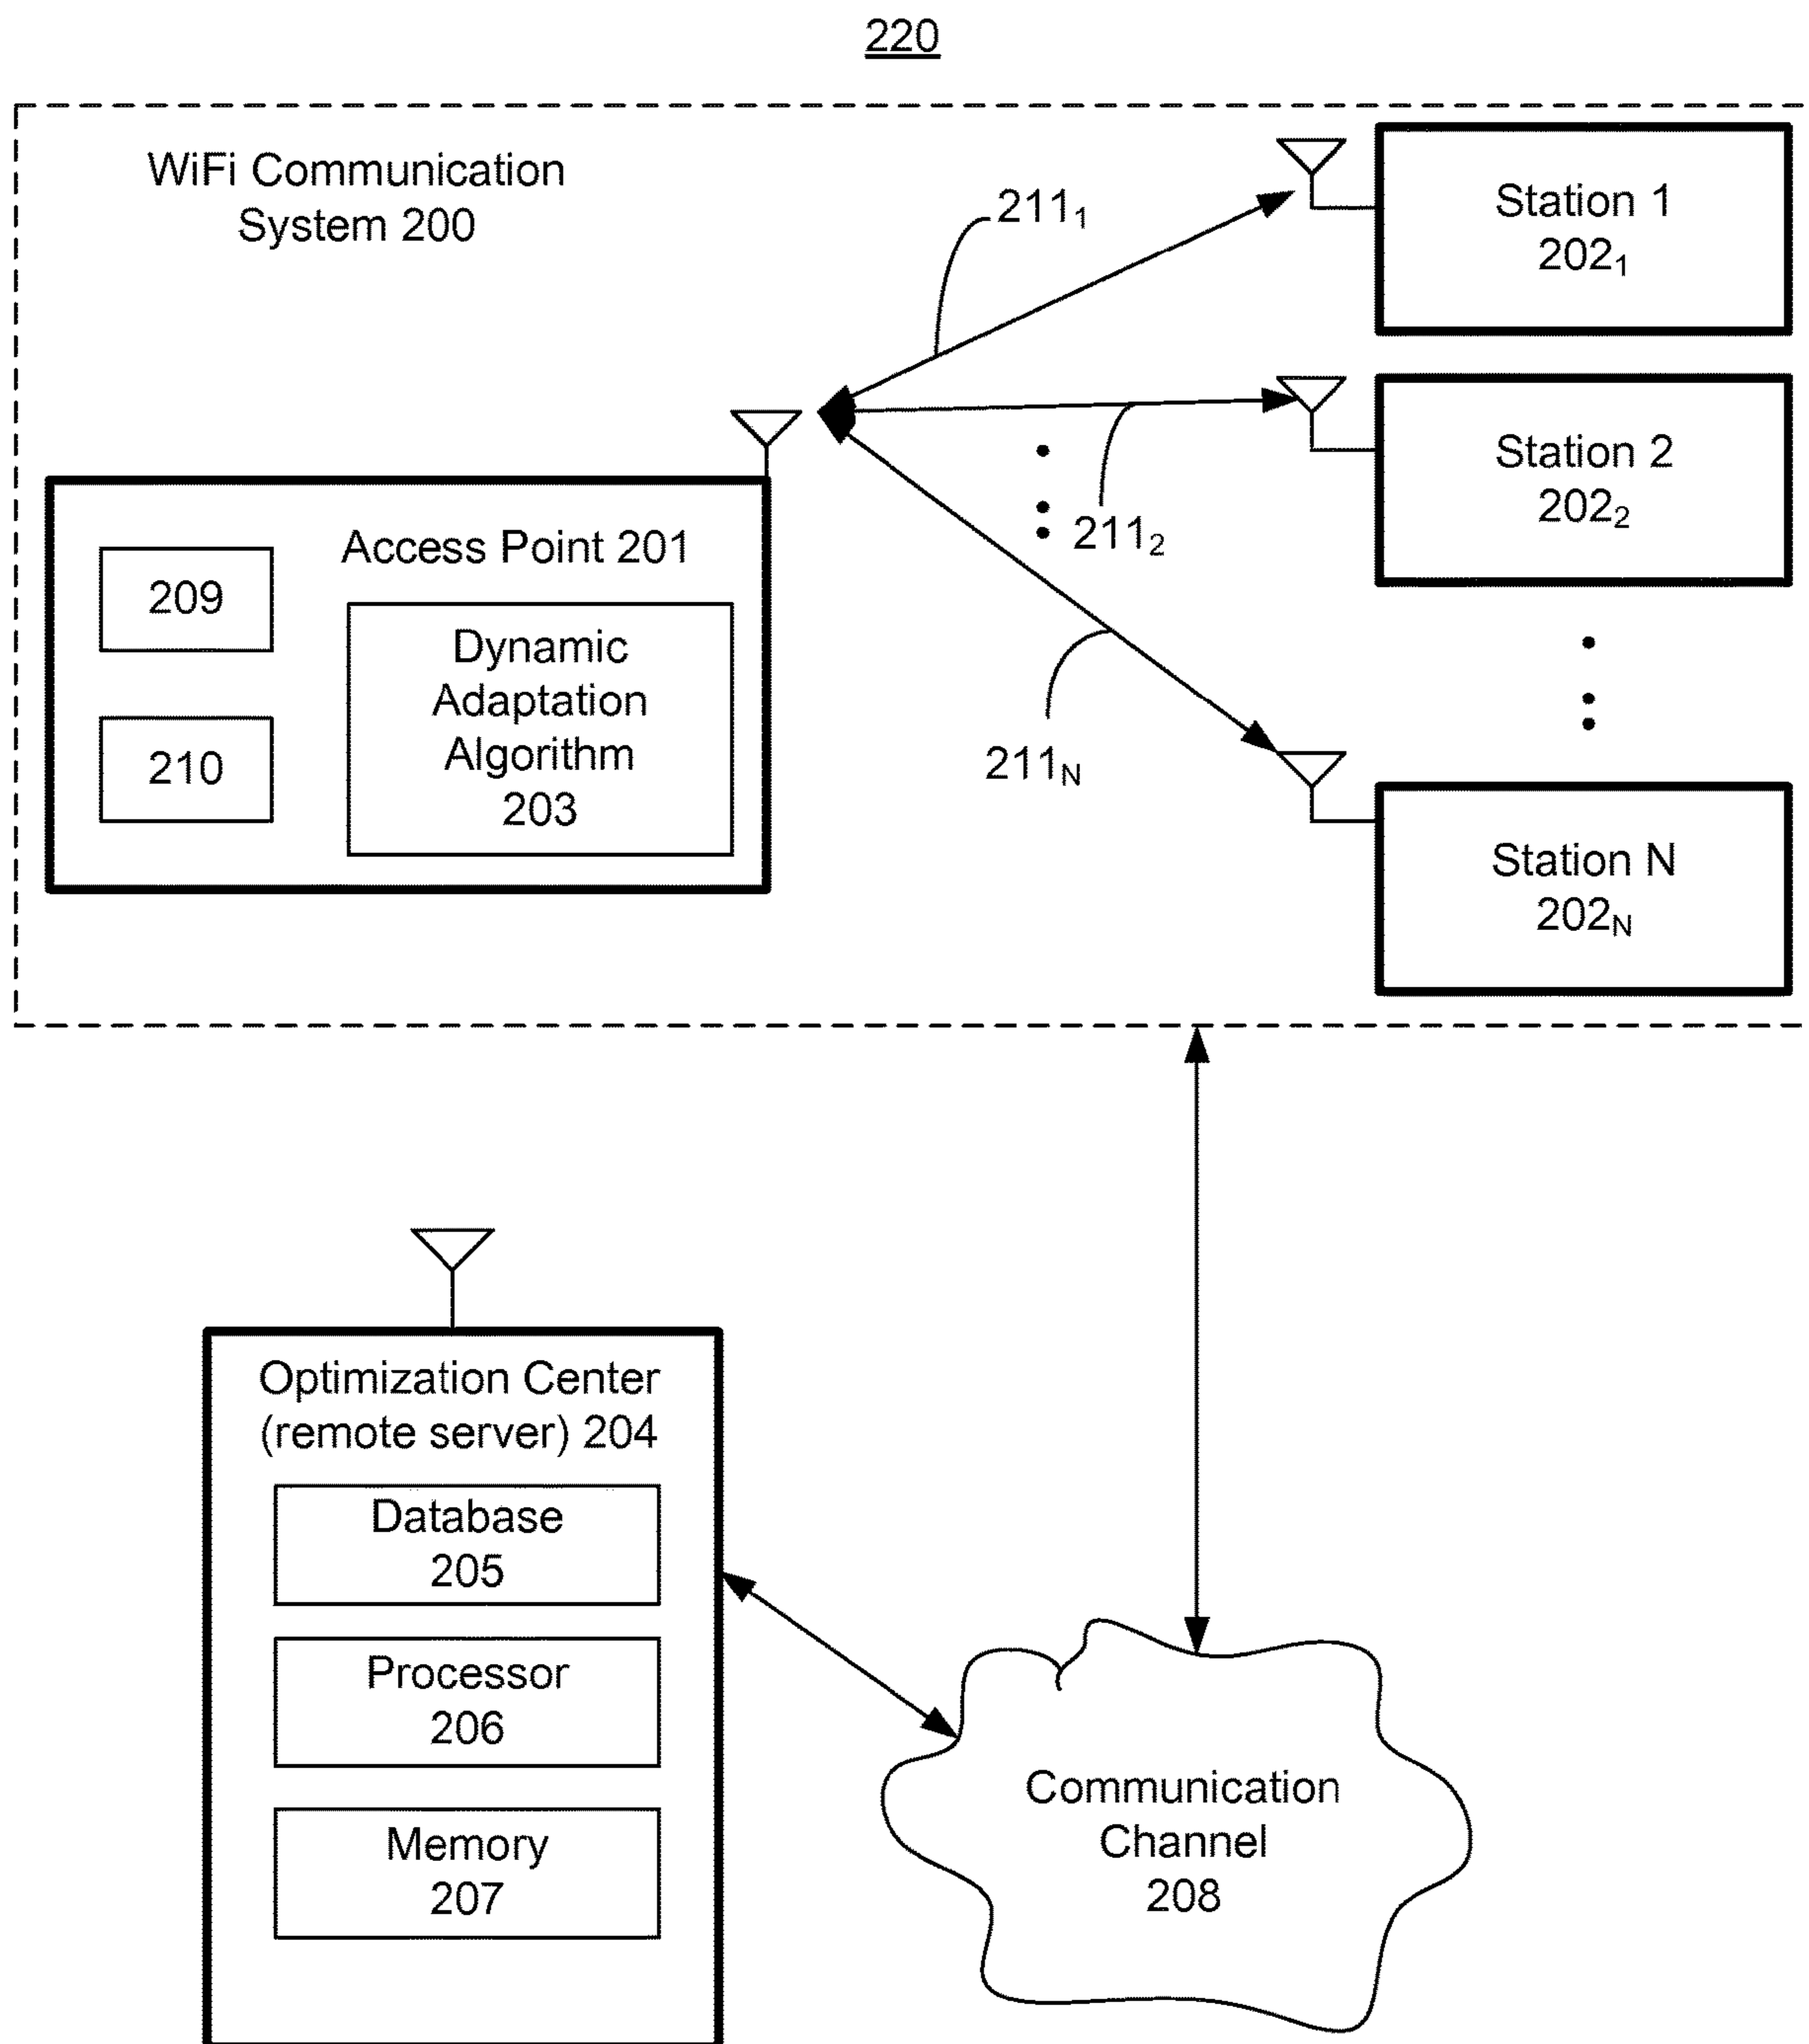 220
WiFi Communication
System 200
211₁
Station 1
202₁
Station 2
202₂
211₂
Access Point 201
209
210
Dynamic
Adaptation
Algorithm
203
211N
Station N
202N
Optimization Center
(remote server) 204
Database
205
Processor
206
Memory
207
Communication
Channel
208